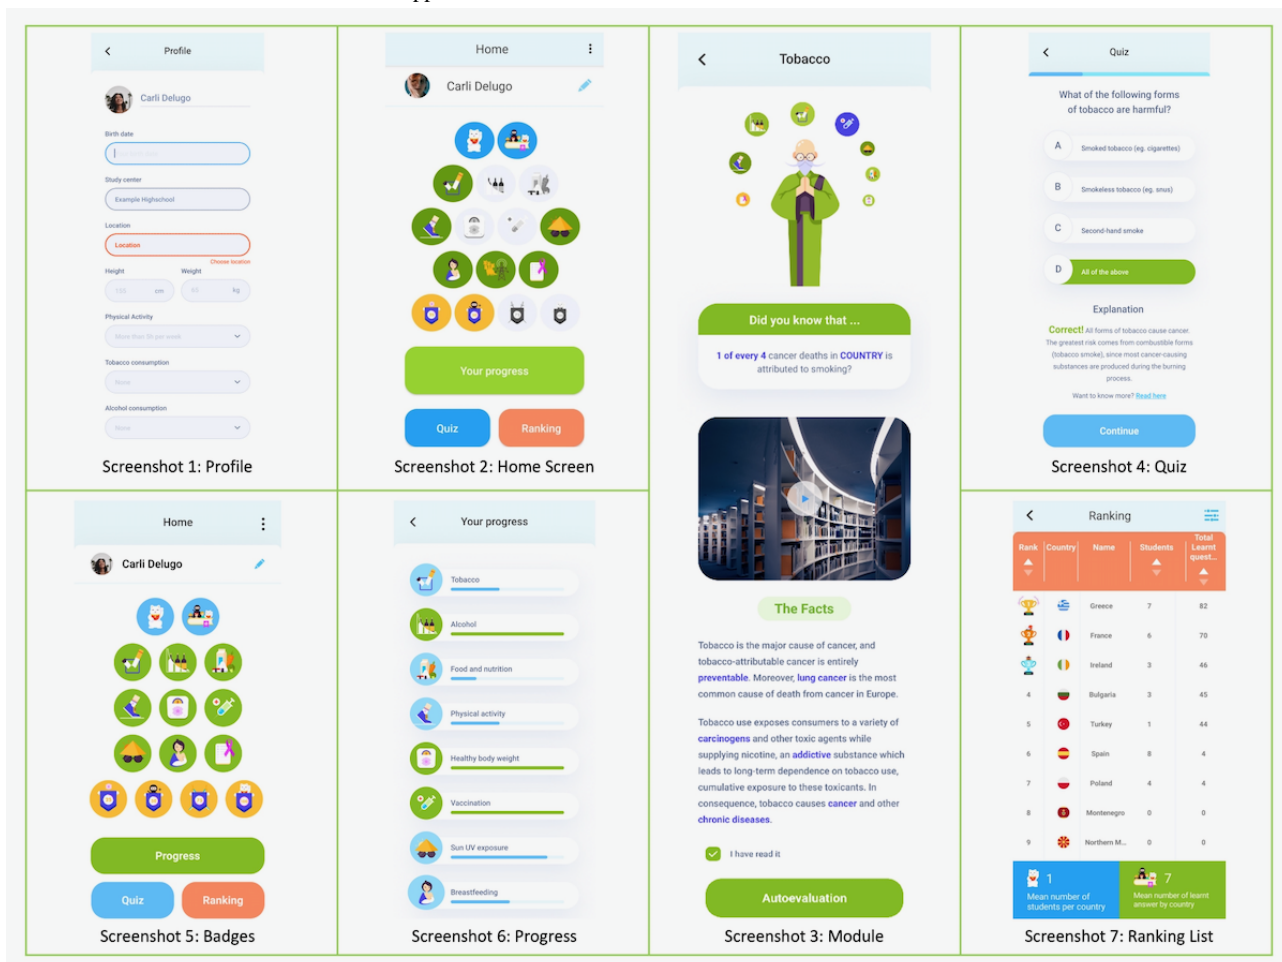 Profile
Carli Delugo
Birth date
Study center
Example Highschool
Location
Location
Choose location
Height
Weight
cm
kg
Physical Activity
More than 5h per week
Tobacco consumption
None
Alcohol consumption
None
Screenshot 1: Profile
Home
Carli Delugo
Your progress
Quiz
Ranking
Screenshot 2: Home Screen
Tobacco
Did you know that ...
1 of every 4 cancer deaths in COUNTRY is
attributed to smoking?
The Facts
Tobacco is the major cause of cancer, and
tobacco-attributable cancer is entirely
preventable. Moreover, lung cancer is the most
common cause of death from cancer in Europe.
Tobacco use exposes consumers to a variety of
carcinogens and other toxic agents while
supplying nicotine, an addictive substance which
leads to long-term dependence on tobacco use,
cumulative exposure to these toxicants. In
consequence, tobacco causes cancer and other
chronic diseases.
I have read it
Autoevaluation
Screenshot 3: Module
Quiz
What of the following forms
of tobacco are harmful?
A Smoked tobacco (eg. cigarettes)
B Smokeless tobacco (eg. snus)
C Second-hand smoke
D All of the above
Explanation
Correct! All forms of tobacco cause cancer.
The greatest risk comes from combustible forms
(tobacco smoke), since most cancer-causing
substances are produced during the burning
process.
Want to know more? Read here
Continue
Screenshot 4: Quiz
Home
Carli Delugo
Progress
Quiz
Ranking
Screenshot 5: Badges
Your progress
Tobacco
Alcohol
Food and nutrition
Physical activity
Healthy body weight
Vaccination
Sun UV exposure
Breastfeeding
Screenshot 6: Progress
Ranking
Rank Country Name Students Total Learnt quest...
Greece 7 82
France 6 70
Ireland 3 46
4 Bulgaria 3 45
5 Turkey 1 44
6 Spain 8 4
7 Poland 4 4
8 Montenegro 0 0
9 Northern M... 0 0
1
Mean number of
students per country
7
Mean number of learnt
answer by country
Screenshot 7: Ranking List